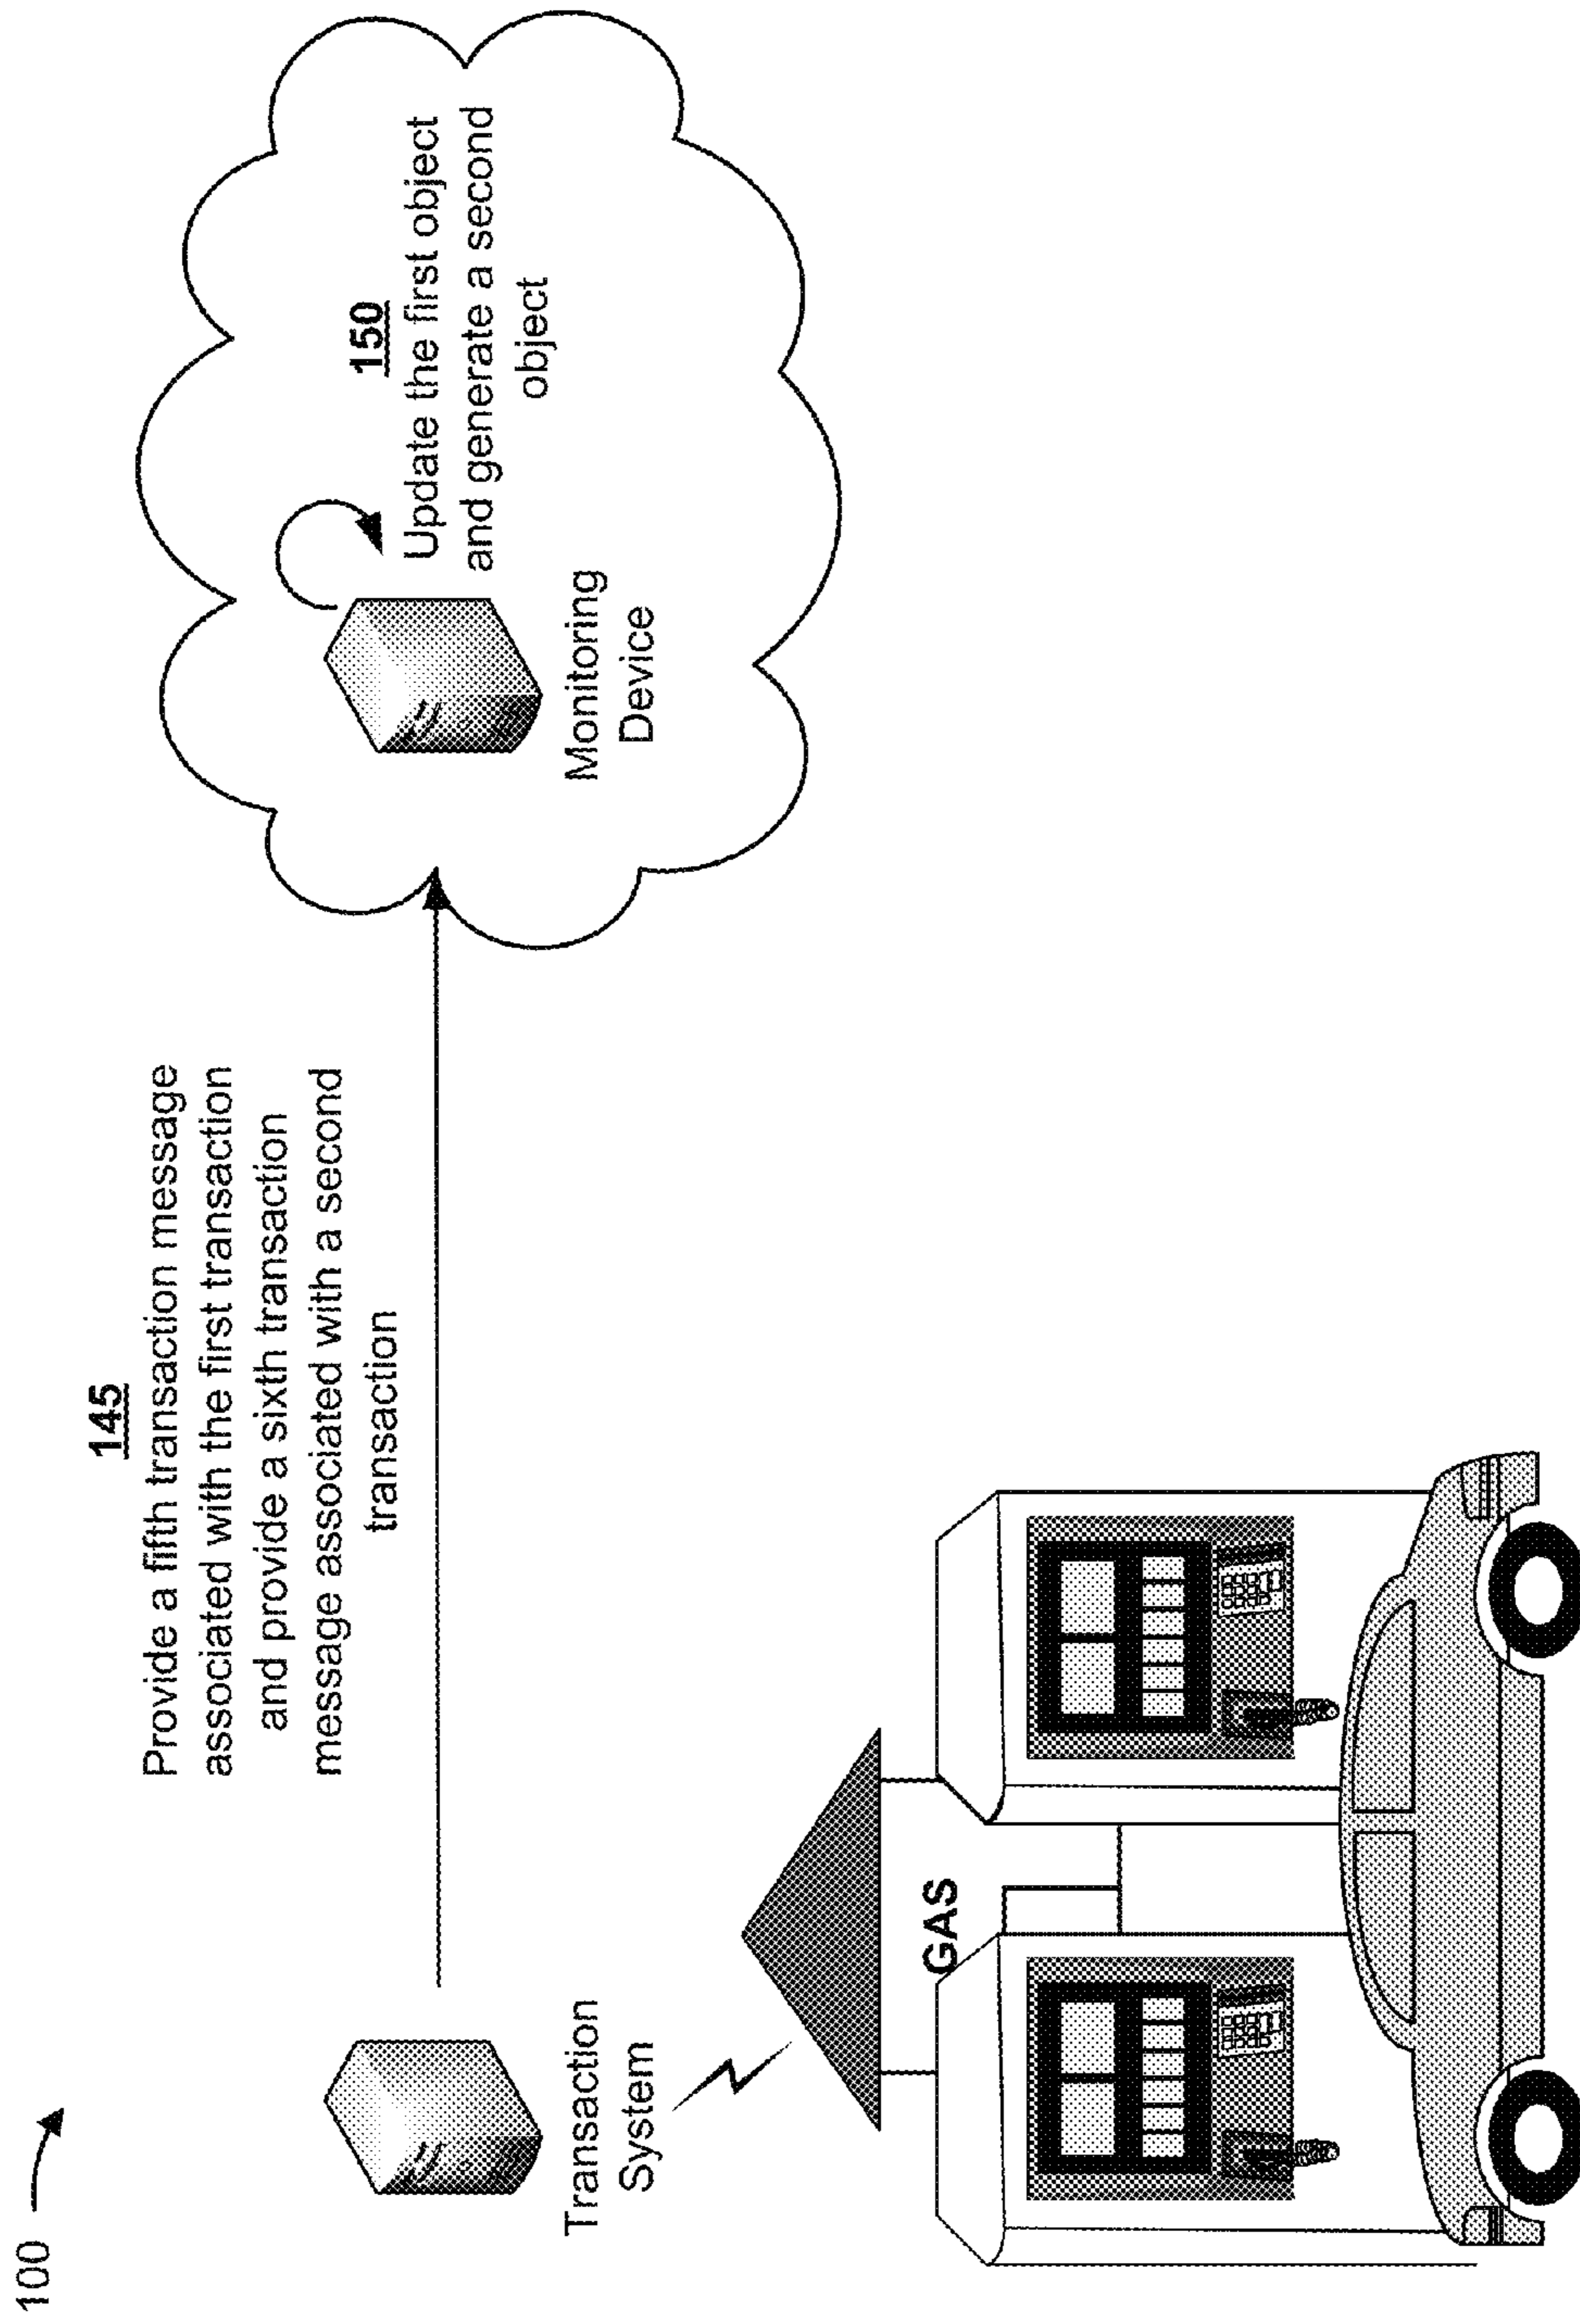 100
145
Provide a fifth transaction message
associated with the first transaction
and provide a sixth transaction
message associated with a second
transaction
150
Update the first object
and generate a second
object
Transaction
System
Monitoring
Device
GAS